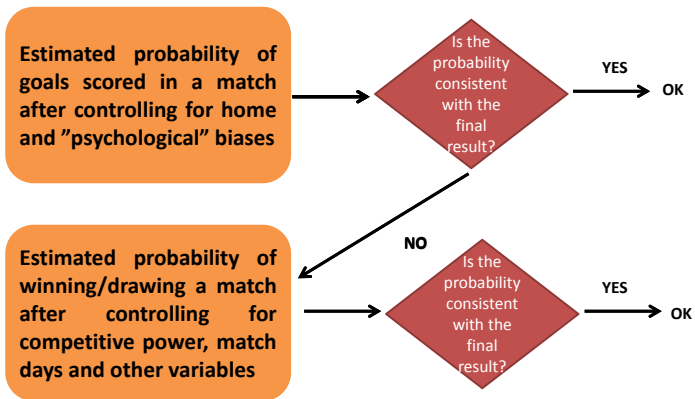 Estimated probability of
goals scored in a match
after controlling for home
and ”psychological” biases
Is the
probability
consistent
with the
final
result?
YES
OK
NO
Estimated probability of
winning/drawing a match
after controlling for
competitive power, match
days and other variables
Is the
probability
consistent
with the
final
result?
YES
OK